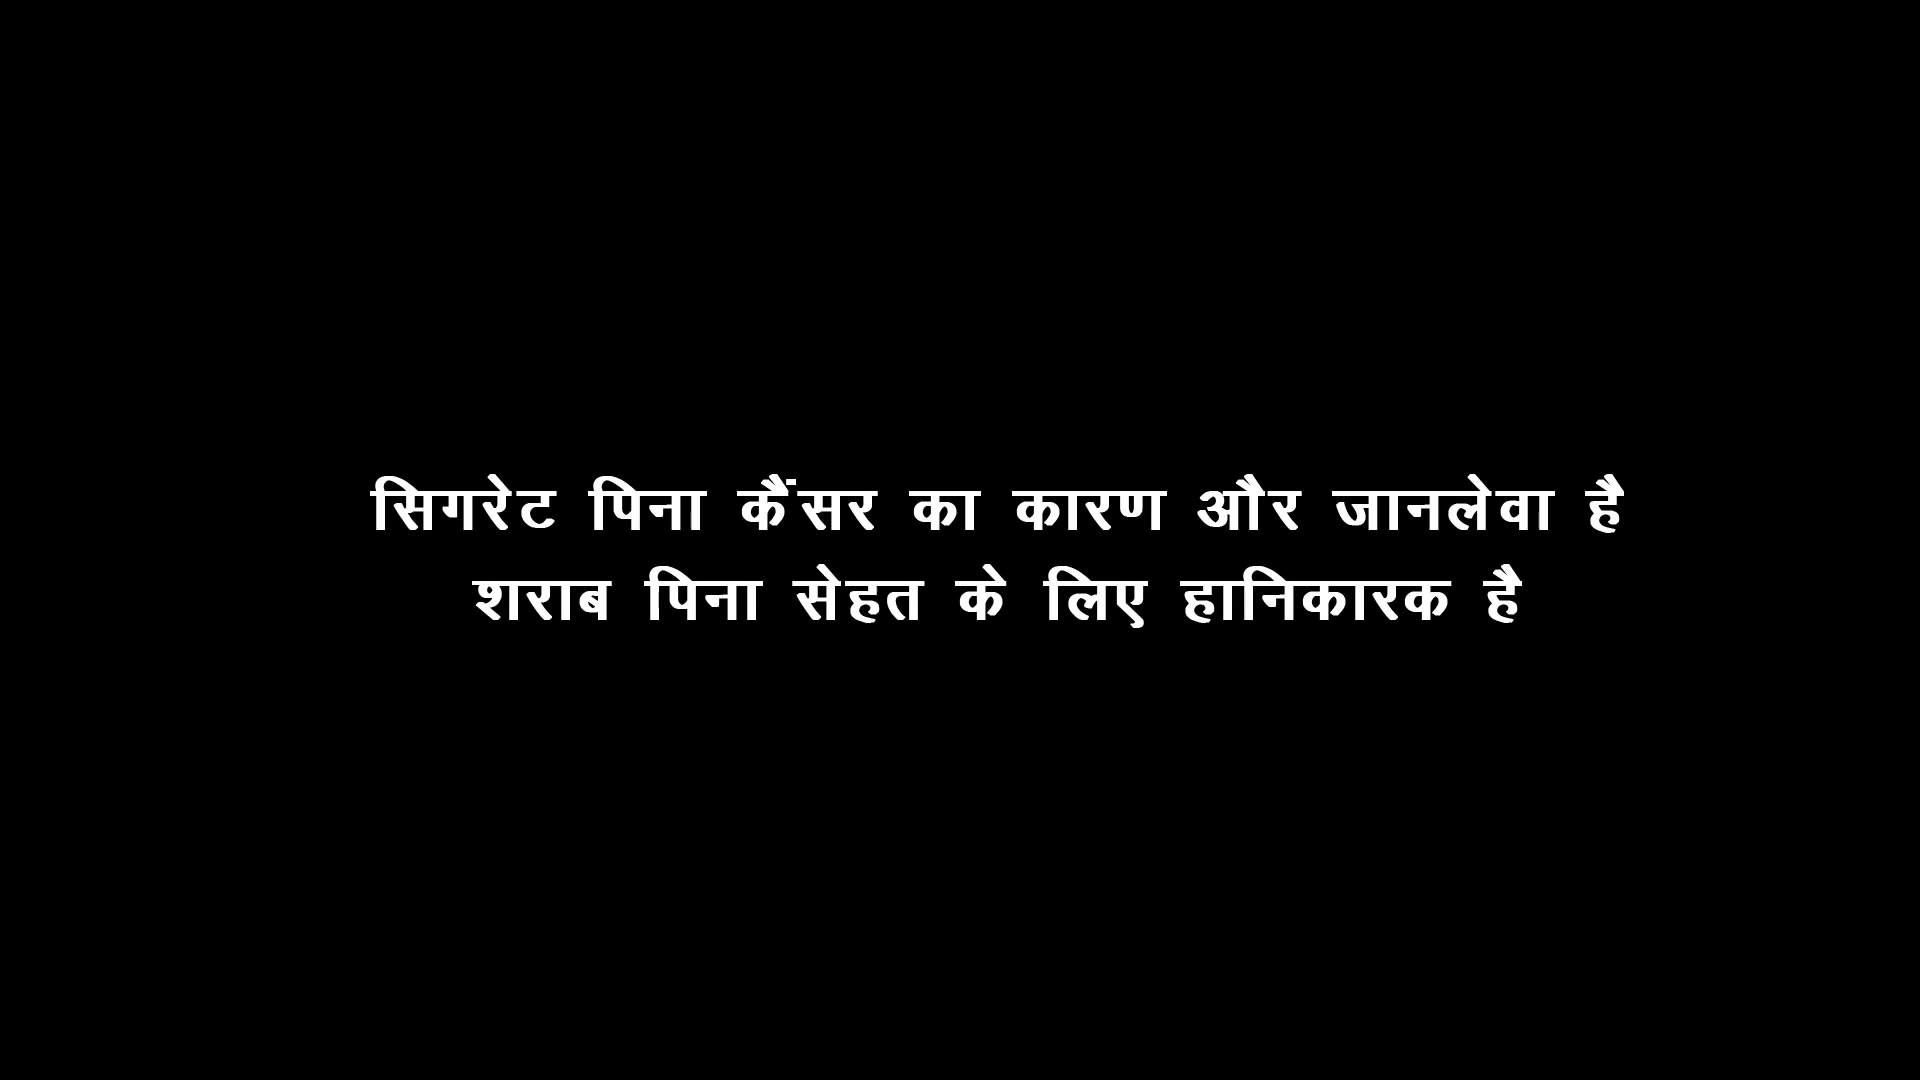 सिगरेट पिना कैंसर का कारण और जानलेवा है
शराब पिना सेहत के लिए हानिकारक है